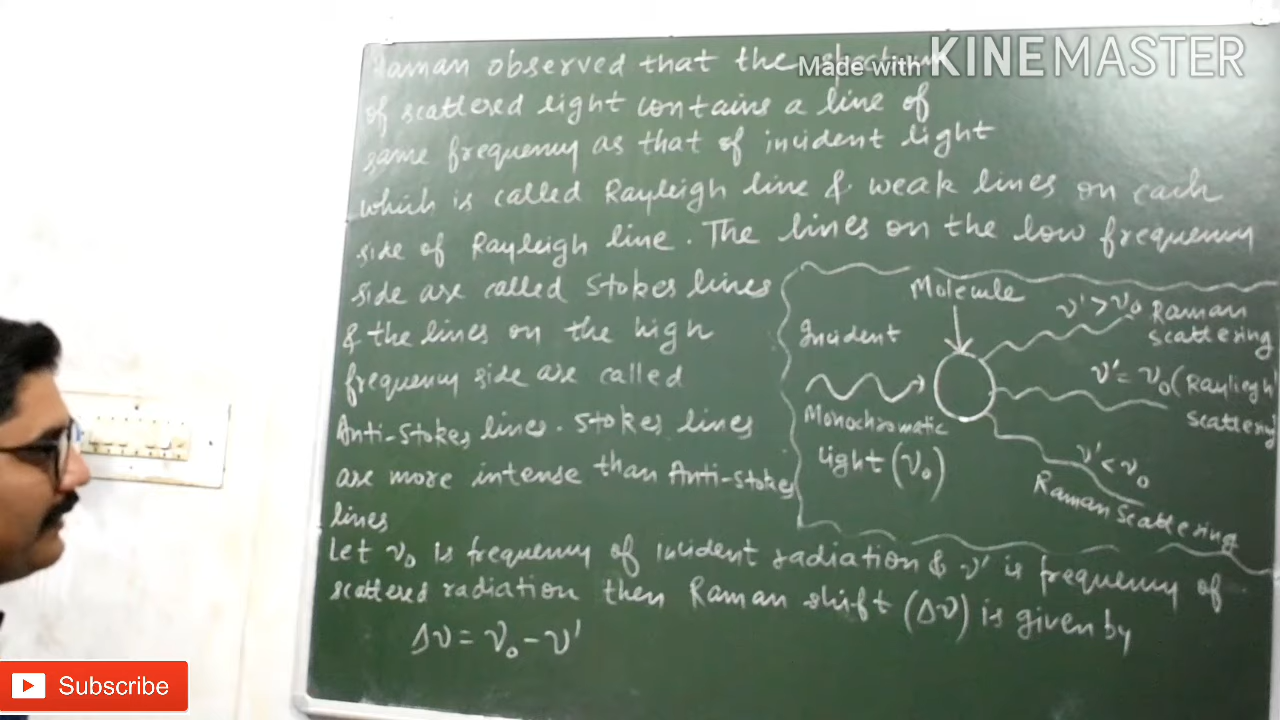 Raman observed that the spectrum
Made with KINEMASTER
of scattered light contains a line of
same frequency as that of incident light
which is called Rayleigh line & weak lines on each
side of Rayleigh line. The lines on the low frequency
side are called Stokes lines
& the lines on the high
frequency side are called
Anti-Stokes lines. Stokes lines
are more intense than Anti-Stokes
lines
Molecule
Incident
Monochromatic
light (ν₀)
ν' > ν₀ Raman
scattering
ν' = ν₀ (Rayliegh
scattering
ν' < ν₀
Raman scattering
Let ν₀ is frequency of incident radiation & ν' is frequency of
scattered radiation then Raman shift (Δν) is given by
Δν = ν₀ - ν'
Subscribe